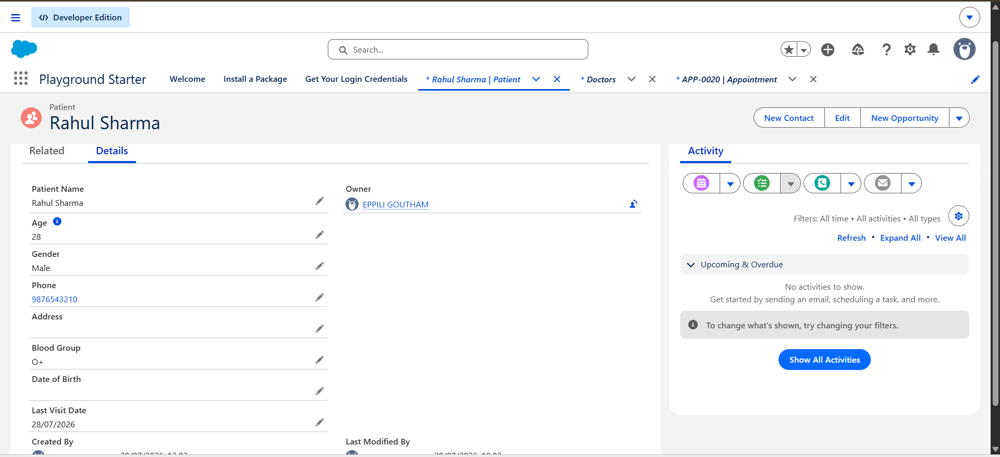 Developer Edition
Search...
Playground Starter
Welcome
Install a Package
Get Your Login Credentials
* Rahul Sharma | Patient
* Doctors
* APP-0020 | Appointment
Patient
Rahul Sharma
New Contact
Edit
New Opportunity
Related
Details
Patient Name
Rahul Sharma
Owner
EPPILI GOUTHAM
Age
28
Gender
Male
Phone
9876543210
Address
Blood Group
O+
Date of Birth
Last Visit Date
28/07/2026
Created By
Last Modified By
Activity
Filters: All time • All activities • All types
Refresh • Expand All • View All
Upcoming & Overdue
No activities to show.
Get started by sending an email, scheduling a task, and more.
To change what's shown, try changing your filters.
Show All Activities